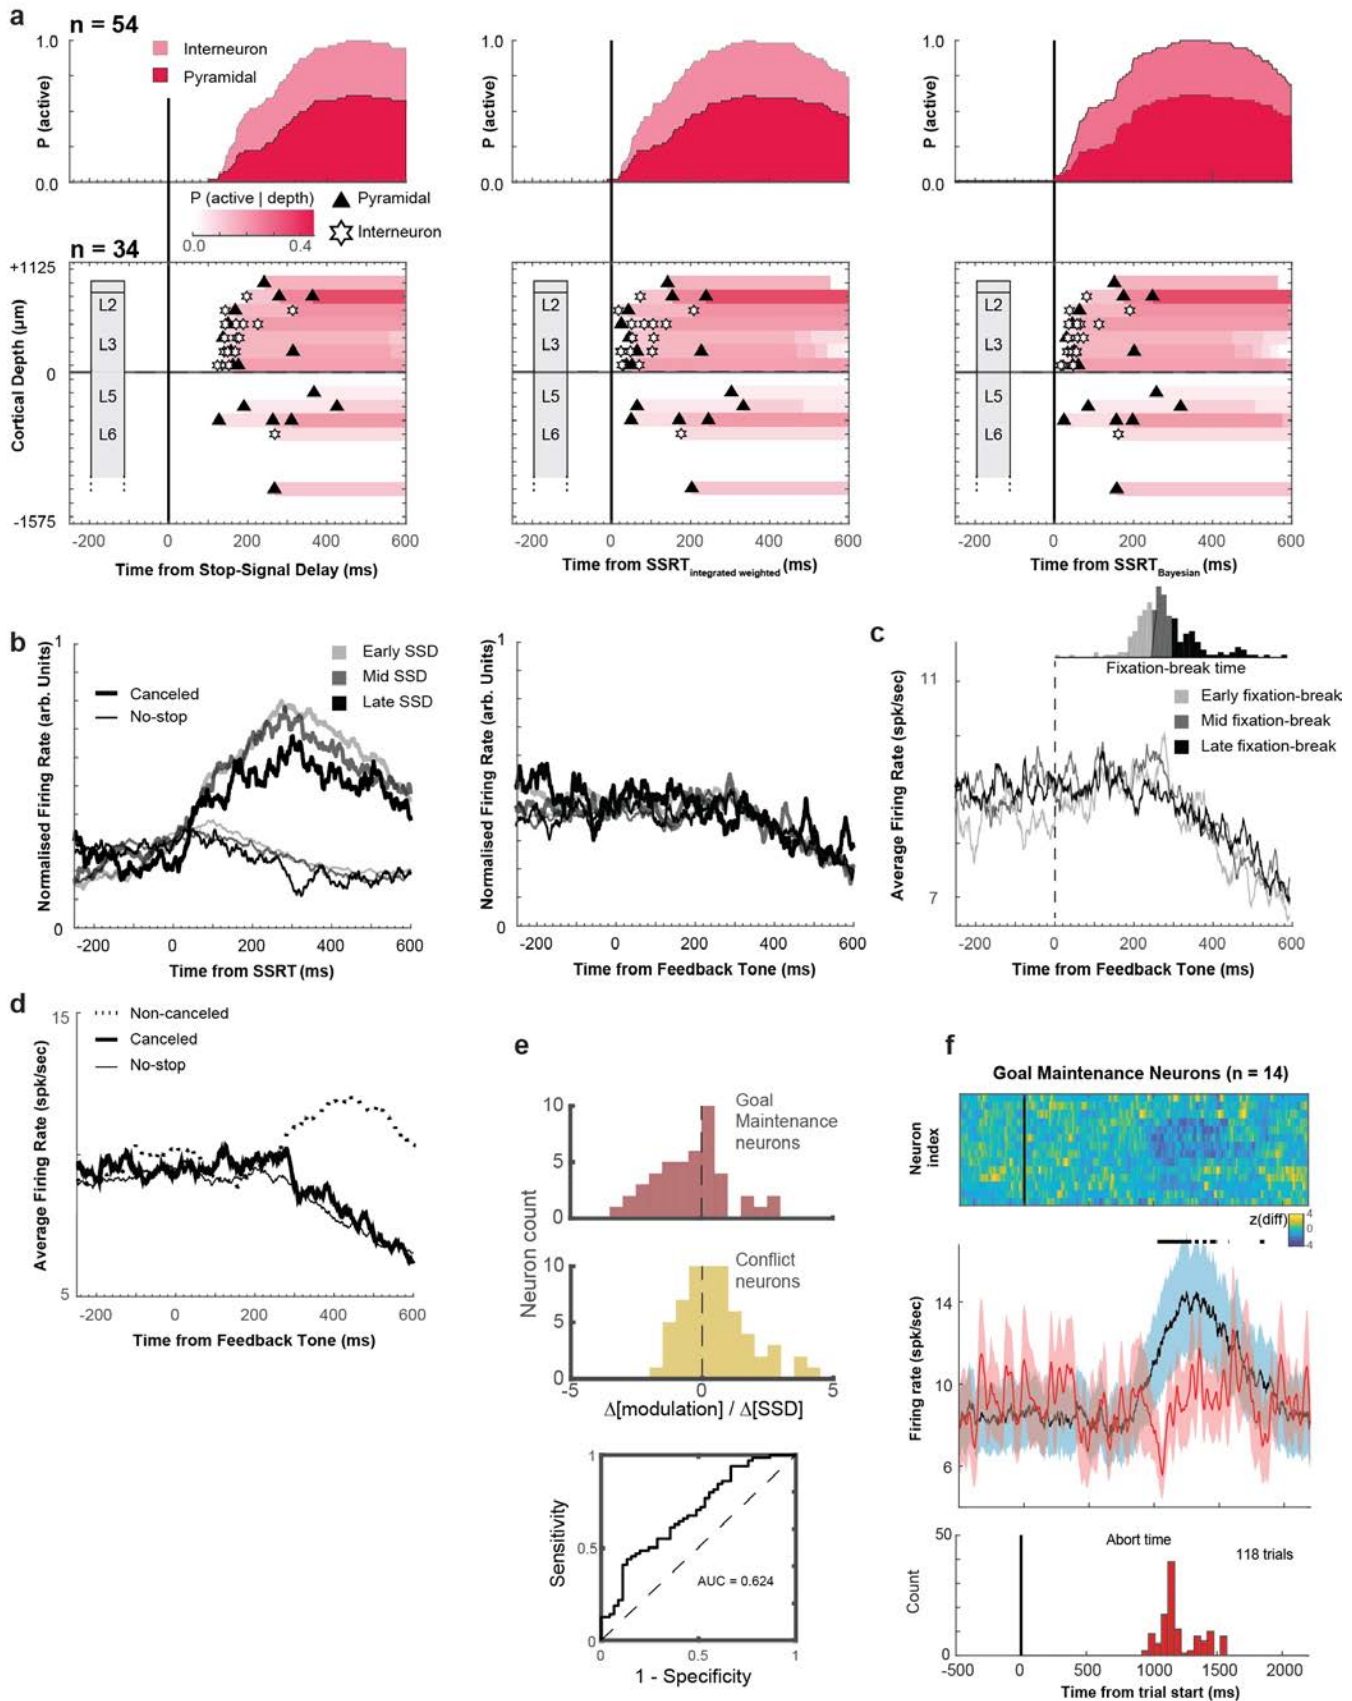 a
n = 54
Interneuron
Pyramidal
1.0
0.0
P (active)
1.0
0.0
P (active)
1.0
0.0
P (active)
P (active | depth)
0.0
0.4
Pyramidal
Interneuron
n = 34
+1125
0
-1575
Cortical Depth (µm)
L2
L3
L5
L6
L2
L3
L5
L6
L2
L3
L5
L6
-200 0 200 400 600
Time from Stop-Signal Delay (ms)
-200 0 200 400 600
Time from SSRT integrated weighted (ms)
-200 0 200 400 600
Time from SSRT Bayesian (ms)
b
1
0
Normalised Firing Rate (arb. Units)
Early SSD
Mid SSD
Late SSD
Canceled
No-stop
-200 0 200 400 600
Time from SSRT (ms)
1
0
Normalised Firing Rate (arb. Units)
-200 0 200 400 600
Time from Feedback Tone (ms)
c
Fixation-break time
Early fixation-break
Mid fixation-break
Late fixation-break
11
7
Average Firing Rate (spk/sec)
-200 0 200 400 600
Time from Feedback Tone (ms)
d
15
5
Average Firing Rate (spk/sec)
Non-canceled
Canceled
No-stop
-200 0 200 400 600
Time from Feedback Tone (ms)
e
10
5
0
Goal
Maintenance
neurons
Neuron count
10
5
0
Conflict
neurons
-5 0 5
Δ[modulation] / Δ[SSD]
1
0.5
0
Sensitivity
AUC = 0.624
0 0.5 1
1 - Specificity
f
Goal Maintenance Neurons (n = 14)
Neuron
index
z(diff)
4
0
-4
14
10
6
Firing rate (spk/sec)
50
0
Count
Abort time
118 trials
-500 0 500 1000 1500 2000
Time from trial start (ms)